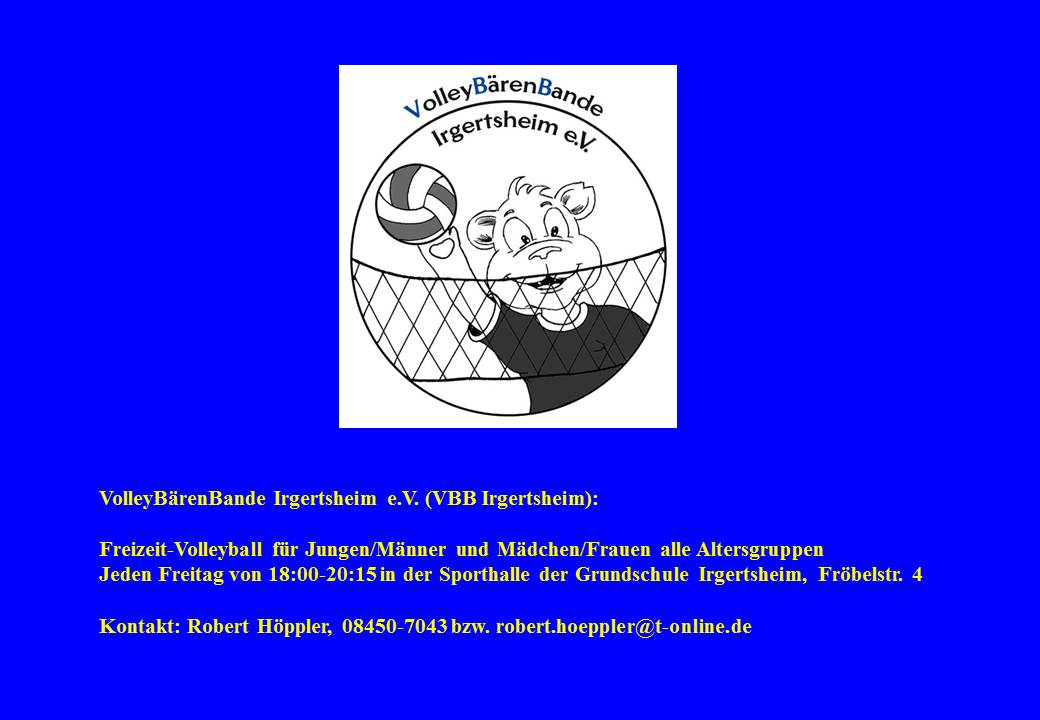 VolleyBärenBande
Irgertsheim e.V.
VolleyBärenBande Irgertsheim e.V. (VBB Irgertsheim):
Freizeit-Volleyball für Jungen/Männer und Mädchen/Frauen alle Altersgruppen
Jeden Freitag von 18:00-20:15 in der Sporthalle der Grundschule Irgertsheim, Fröbelstr. 4
Kontakt: Robert Höppler, 08450-7043 bzw. robert.hoeppler@t-online.de